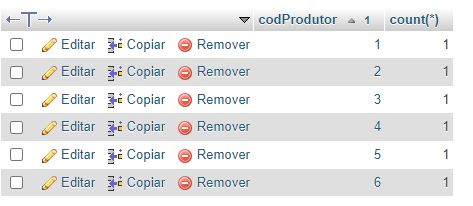 codProdutor 1 count(*)
Editar Copiar Remover 1 1
Editar Copiar Remover 2 1
Editar Copiar Remover 3 1
Editar Copiar Remover 4 1
Editar Copiar Remover 5 1
Editar Copiar Remover 6 1